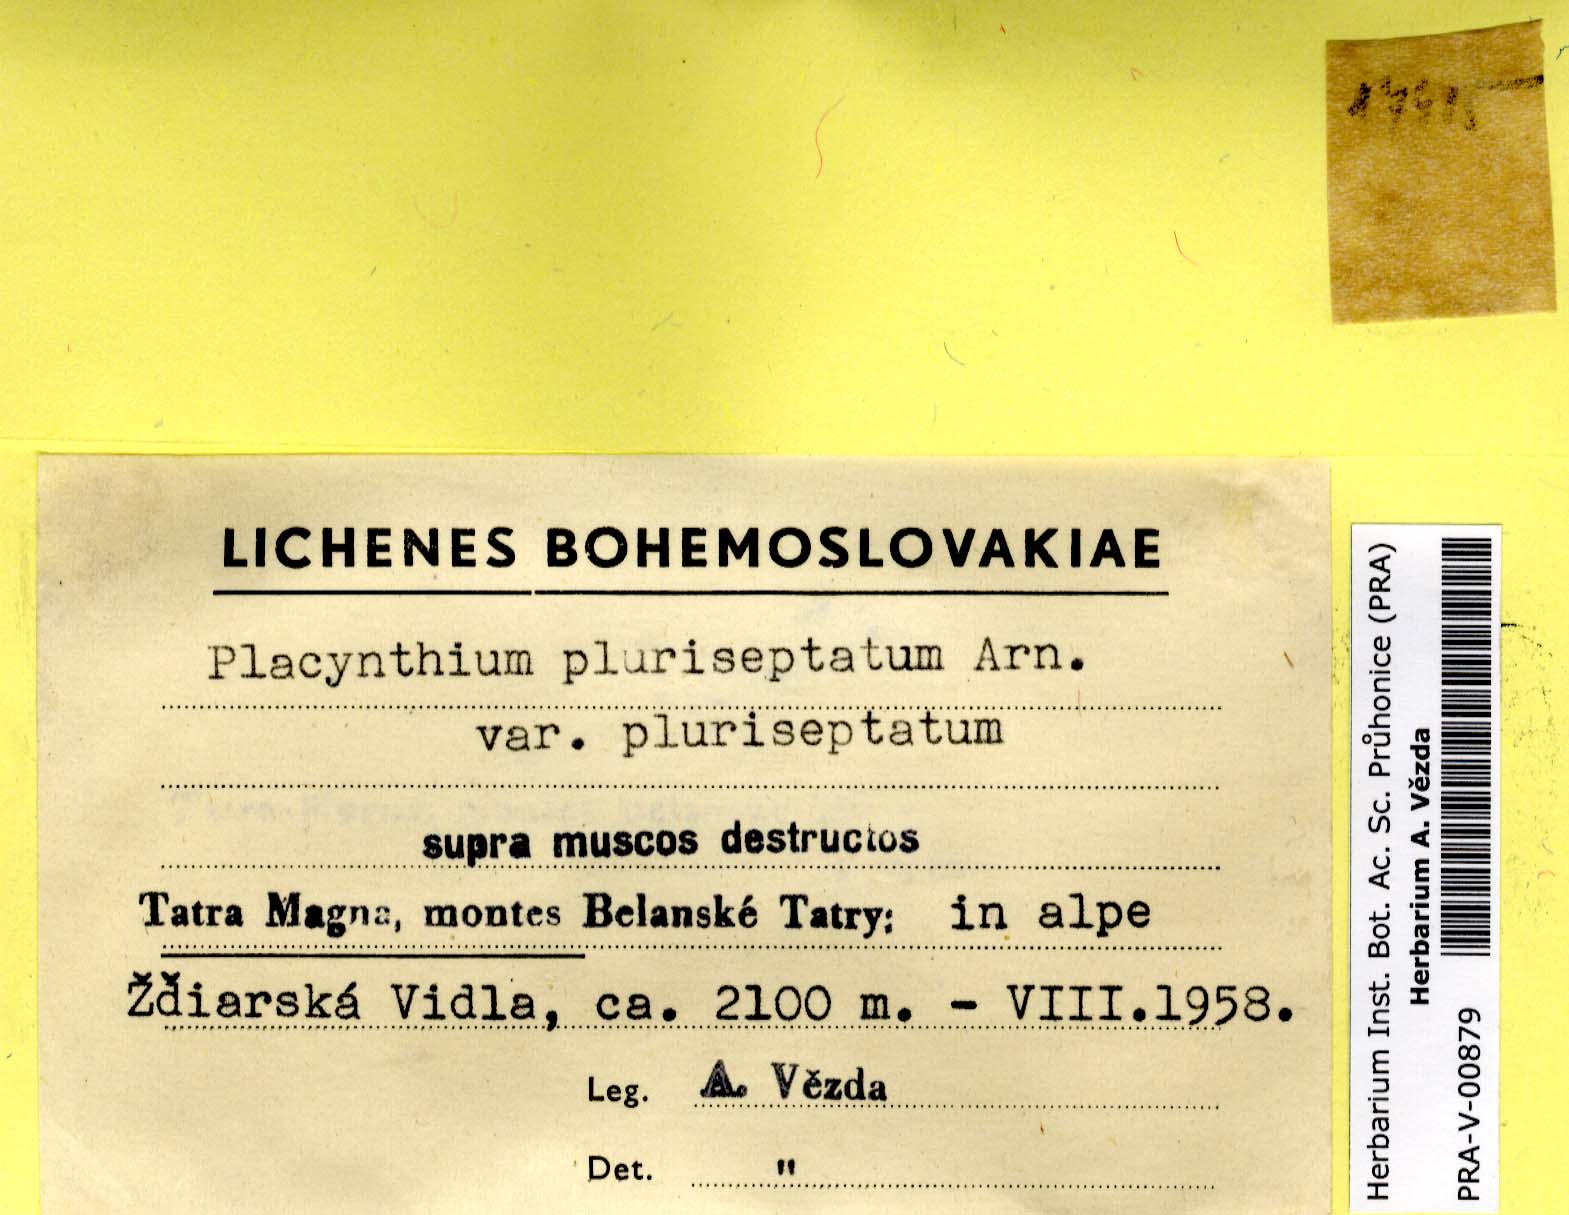 LICHENES BOHEMOSLOVAKIAE
Placynthium pluriseptatum Arn.
var. pluriseptatum
supra muscos destructos
Tatra Magna, montes Belanské Tatry: in alpe
Ždiarská Vidla, ca. 2100 m. - VIII.1958.
Leg. A. Vězda
Det. "
Herbarium Inst. Bot. Ac. Sc. Průhonice (PRA)
Herbarium A. Vězda
PRA-V-00879